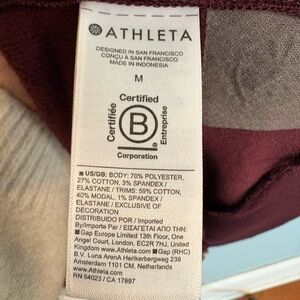 ATHLETA
DESIGNED IN SAN FRANCISCO
CONÇU À SAN FRANCISCO
MADE IN INDONESIA
M
Certified
Certifiée
B
Entreprise
Corporation
■ US/GB: BODY: 70% POLYESTER,
27% COTTON, 3% SPANDEX /
ELASTANE / TRIMS: 59% COTTON,
40% MODAL, 1% SPANDEX /
ELASTANE / EXCLUSIVE OF
DECORATION
Distributed por / Imported
By/Importe Par / ΕΙΣΑΓΕΤΑΙ ΑΠΟ ΤΗΝ:
■ Gap Europe Limited 13th Floor, One
Angel Court, London, EC2R 7HJ, United
Kingdom www.Athleta.com ■ Gap (RHC)
B.V. Luna ArenA Herikerbergweg 238
Amsterdam 1101 CM, Netherlands
www.Athleta.com
RN 54023 / CA 17897